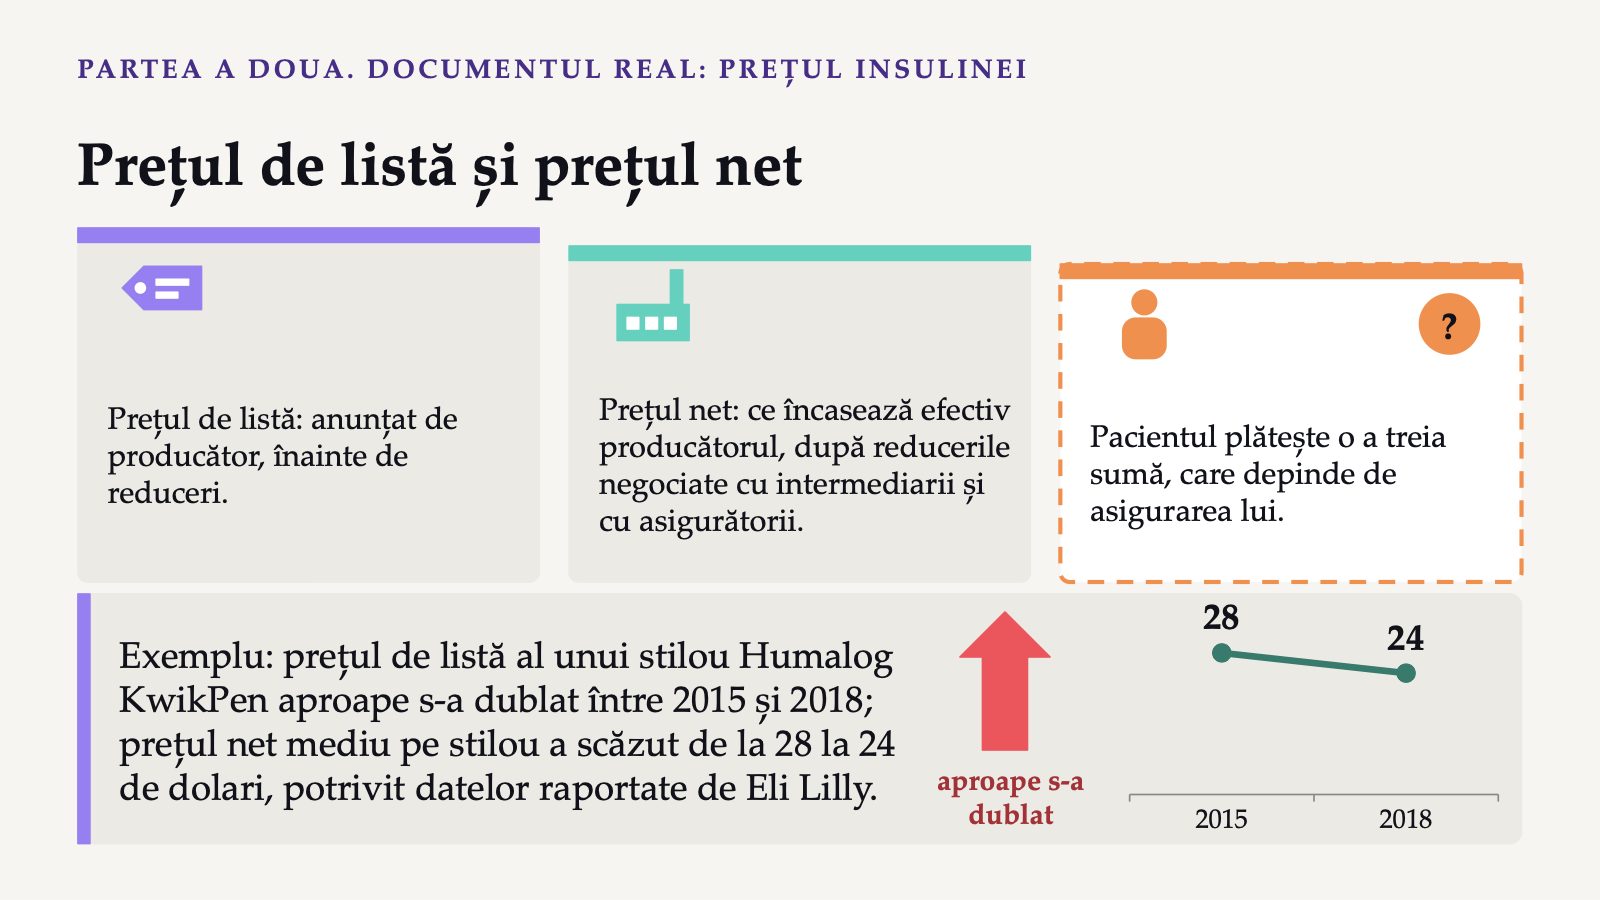 PARTEA A DOUA. DOCUMENTUL REAL: PREȚUL INSULINEI
Prețul de listă și prețul net
Prețul de listă: anunțat de
producător, înainte de
reduceri.
Prețul net: ce încasează efectiv
producătorul, după reducerile
negociate cu intermediarii și
cu asigurătorii.
?
Pacientul plătește o a treia
sumă, care depinde de
asigurarea lui.
Exemplu: prețul de listă al unui stilou Humalog
KwikPen aproape s-a dublat între 2015 și 2018;
prețul net mediu pe stilou a scăzut de la 28 la 24
de dolari, potrivit datelor raportate de Eli Lilly.
aproape s-a
dublat
28
24
2015
2018